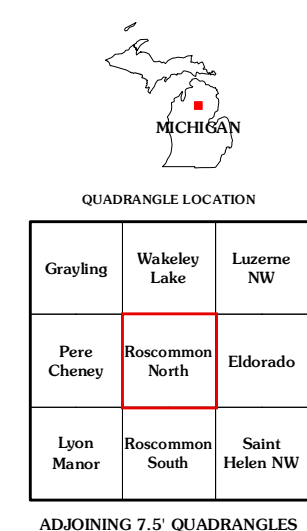 MICHIGAN
QUADRANGLE LOCATION
Grayling
Wakeley
Lake
Luzerne
NW
Pere
Cheney
Roscommon
North
Eldorado
Lyon
Manor
Roscommon
South
Saint
Helen NW
ADJOINING 7.5' QUADRANGLES